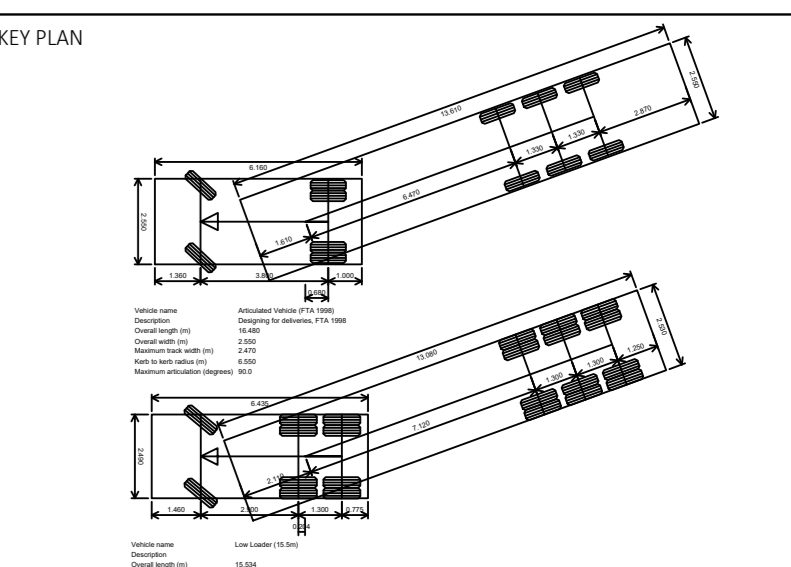 KEY PLAN
13.610
2.550
2.870
1.330
1.330
6.470
6.160
2.550
1.610
1.360 3.800 1.000
0.680
Vehicle name Articulated Vehicle (FTA 1998)
Description Designing for deliveries, FTA 1998
Overall length (m) 16.480
Overall width (m) 2.550
Maximum track width (m) 2.470
Kerb to kerb radius (m) 6.550
Maximum articulation (degrees) 90.0
13.080
2.530
1.250
1.300
1.300
7.120
6.435
2.490
2.110
1.460 2.900 1.300 0.775
Vehicle name Low Loader (15.5m)
Description
Overall length (m) 15.534